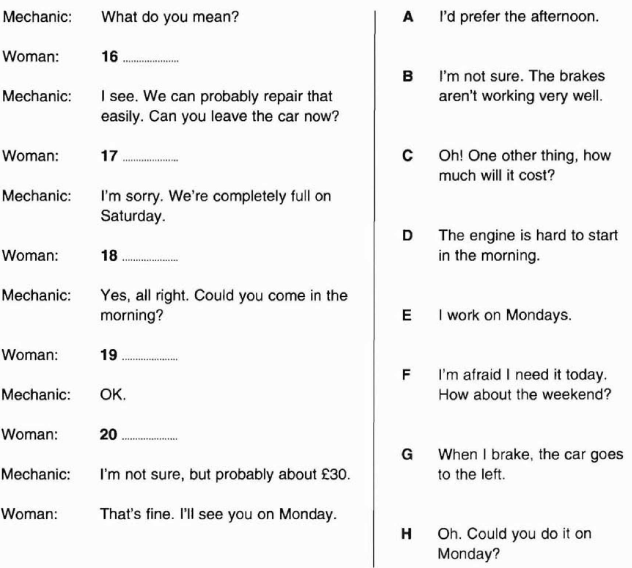 Mechanic: What do you mean?
Woman: 16 ....................
Mechanic: I see. We can probably repair that
easily. Can you leave the car now?
Woman: 17 ....................
Mechanic: I'm sorry. We're completely full on
Saturday.
Woman: 18 ....................
Mechanic: Yes, all right. Could you come in the
morning?
Woman: 19 ....................
Mechanic: OK.
Woman: 20 ....................
Mechanic: I'm not sure, but probably about £30.
Woman: That's fine. I'll see you on Monday.
A I'd prefer the afternoon.
B I'm not sure. The brakes
aren't working very well.
C Oh! One other thing, how
much will it cost?
D The engine is hard to start
in the morning.
E I work on Mondays.
F I'm afraid I need it today.
How about the weekend?
G When I brake, the car goes
to the left.
H Oh. Could you do it on
Monday?